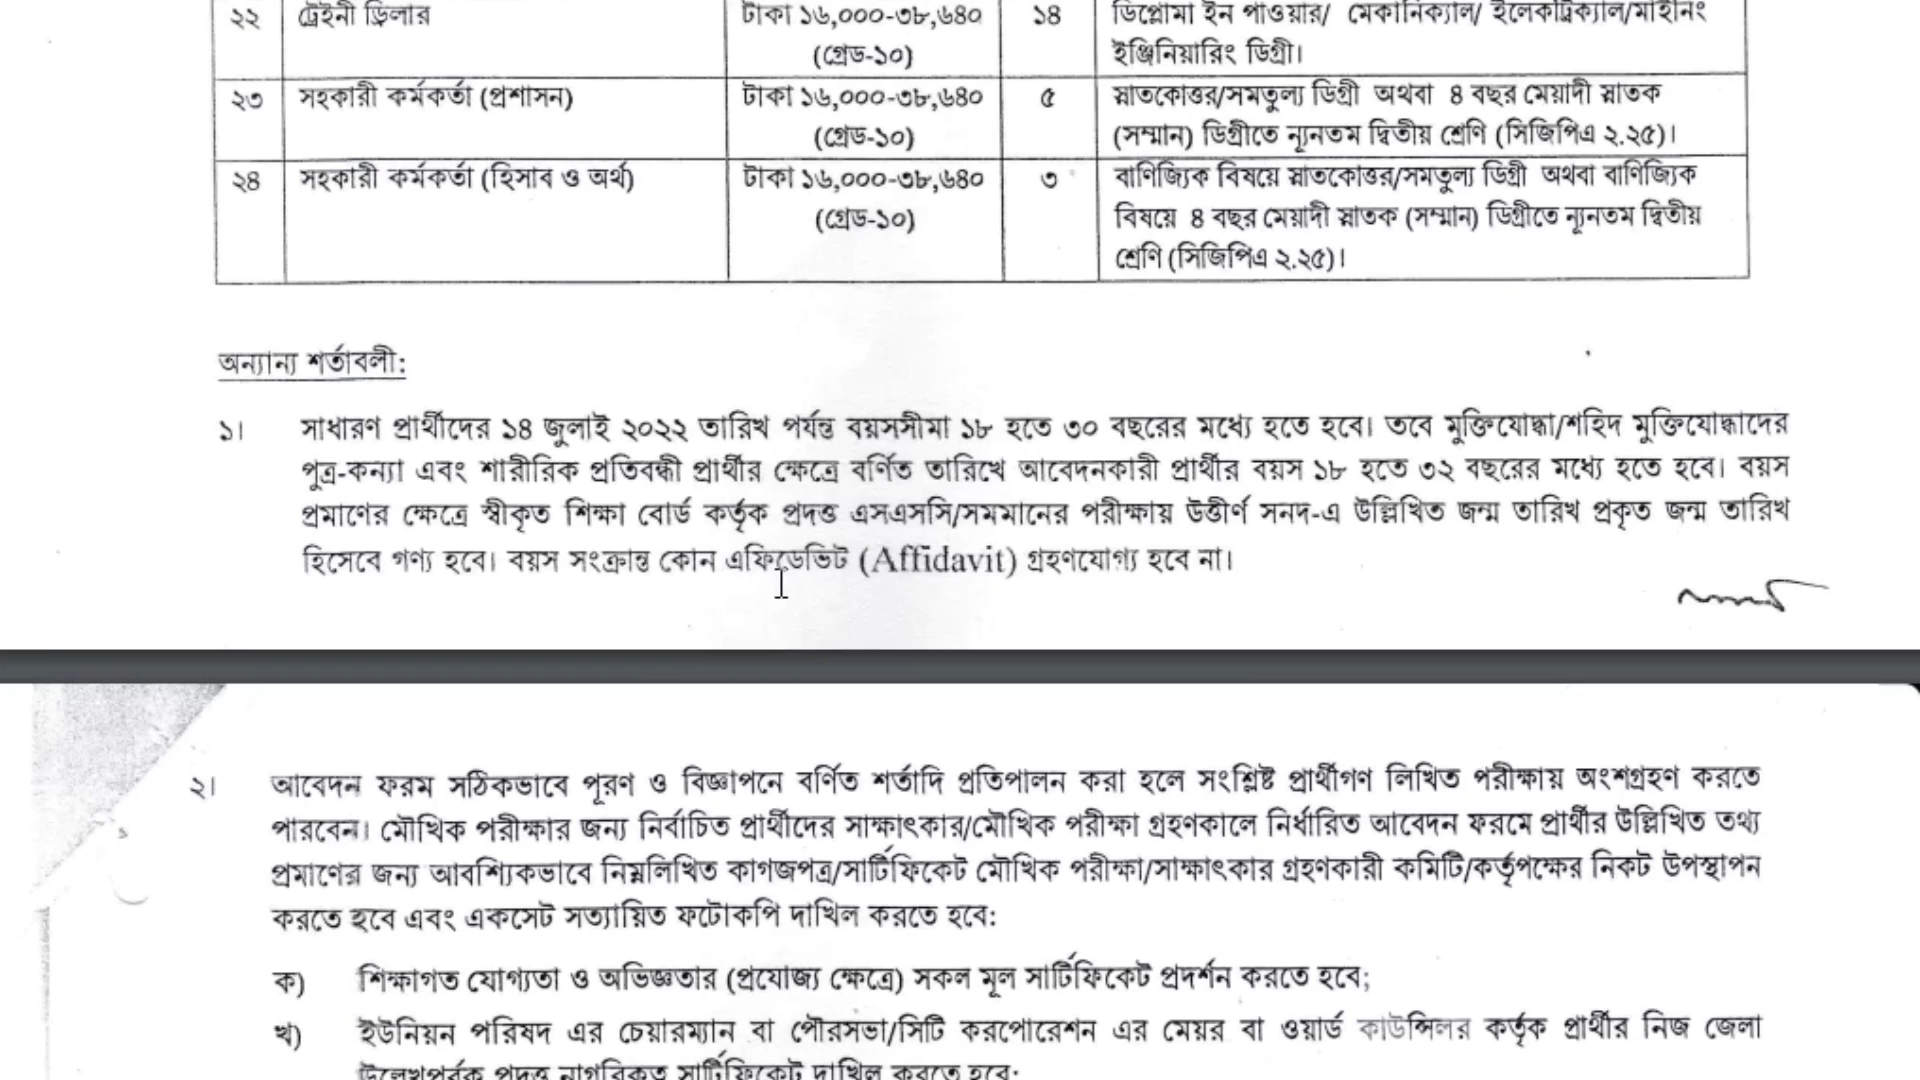 ২২ ট্রেইনী ড্রিলার টাকা ১৬,০০০-৩৮,৬৪০ ১৪ ডিপ্লোমা ইন পাওয়ার/ মেকানিক্যাল/ ইলেকট্রিক্যাল/মাইনিং
(গ্রেড-১০) ইঞ্জিনিয়ারিং ডিগ্রী।
২৩ সহকারী কর্মকর্তা (প্রশাসন) টাকা ১৬,০০০-৩৮,৬৪০ ৫ স্নাতকোত্তর/সমতুল্য ডিগ্রী অথবা ৪ বছর মেয়াদী স্নাতক
(গ্রেড-১০) (সম্মান) ডিগ্রীতে ন্যূনতম দ্বিতীয় শ্রেণি (সিজিপিএ ২.২৫)।
২৪ সহকারী কর্মকর্তা (হিসাব ও অর্থ) টাকা ১৬,০০০-৩৮,৬৪০ ৩ বাণিজ্যিক বিষয়ে স্নাতকোত্তর/সমতুল্য ডিগ্রী অথবা বাণিজ্যিক
(গ্রেড-১০) বিষয়ে ৪ বছর মেয়াদী স্নাতক (সম্মান) ডিগ্রীতে ন্যূনতম দ্বিতীয়
শ্রেণি (সিজিপিএ ২.২৫)।
অন্যান্য শর্তাবলী:
১। সাধারণ প্রার্থীদের ১৪ জুলাই ২০২২ তারিখ পর্যন্ত বয়সসীমা ১৮ হতে ৩০ বছরের মধ্যে হতে হবে। তবে মুক্তিযোদ্ধা/শহিদ মুক্তিযোদ্ধাদের
পুত্র-কন্যা এবং শারীরিক প্রতিবন্ধী প্রার্থীর ক্ষেত্রে বর্ণিত তারিখে আবেদনকারী প্রার্থীর বয়স ১৮ হতে ৩২ বছরের মধ্যে হতে হবে। বয়স
প্রমাণের ক্ষেত্রে স্বীকৃত শিক্ষা বোর্ড কর্তৃক প্রদত্ত এসএসসি/সমমানের পরীক্ষায় উত্তীর্ণ সনদ-এ উল্লিখিত জন্ম তারিখ প্রকৃত জন্ম তারিখ
হিসেবে গণ্য হবে। বয়স সংক্রান্ত কোন এফিডেভিট (Affidavit) গ্রহণযোগ্য হবে না।
২। আবেদন ফরম সঠিকভাবে পূরণ ও বিজ্ঞাপনে বর্ণিত শর্তাদি প্রতিপালন করা হলে সংশ্লিষ্ট প্রার্থীগণ লিখিত পরীক্ষায় অংশগ্রহণ করতে
পারবেন। মৌখিক পরীক্ষার জন্য নির্বাচিত প্রার্থীদের সাক্ষাৎকার/মৌখিক পরীক্ষা গ্রহণকালে নির্ধারিত আবেদন ফরমে প্রার্থীর উল্লিখিত তথ্য
প্রমাণের জন্য আবশ্যিকভাবে নিম্নলিখিত কাগজপত্র/সার্টিফিকেট মৌখিক পরীক্ষা/সাক্ষাৎকার গ্রহণকারী কমিটি/কর্তৃপক্ষের নিকট উপস্থাপন
করতে হবে এবং একসেট সত্যায়িত ফটোকপি দাখিল করতে হবে:
ক) শিক্ষাগত যোগ্যতা ও অভিজ্ঞতার (প্রযোজ্য ক্ষেত্রে) সকল মূল সার্টিফিকেট প্রদর্শন করতে হবে;
খ) ইউনিয়ন পরিষদ এর চেয়ারম্যান বা পৌরসভা/সিটি করপোরেশন এর মেয়র বা ওয়ার্ড কাউন্সিলর কর্তৃক প্রার্থীর নিজ জেলা
উল্লেখপূর্বক প্রদত্ত নাগরিকত্ব সার্টিফিকেট দাখিল করতে হবে;